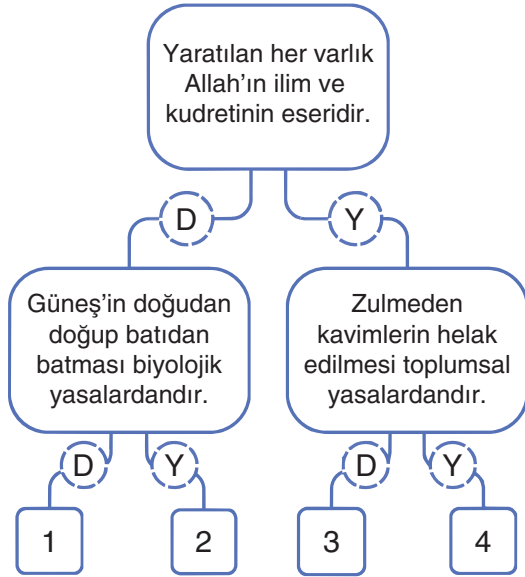 Yaratılan her varlık
Allah’ın ilim ve
kudretinin eseridir.
D
Y
Güneş’in doğudan
doğup batıdan
batması biyolojik
yasalardandır.
Zulmeden
kavimlerin helak
edilmesi toplumsal
yasalardandır.
D
Y
D
Y
1
2
3
4